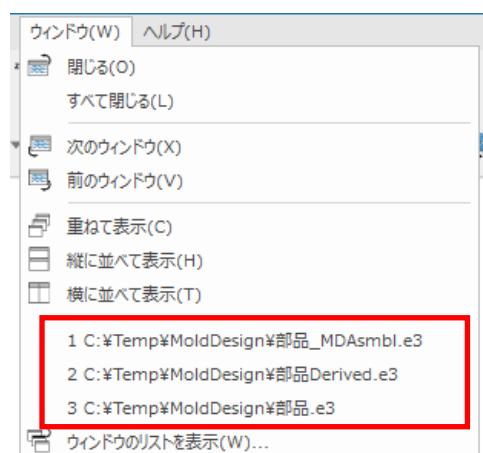 ウィンドウ(W) ヘルプ(H)
閉じる(O)
すべて閉じる(L)
次のウィンドウ(X)
前のウィンドウ(V)
重ねて表示(C)
縦に並べて表示(H)
横に並べて表示(T)
1 C:¥Temp¥MoldDesign¥部品_MDAsmbl.e3
2 C:¥Temp¥MoldDesign¥部品Derived.e3
3 C:¥Temp¥MoldDesign¥部品.e3
ウィンドウのリストを表示(W)...